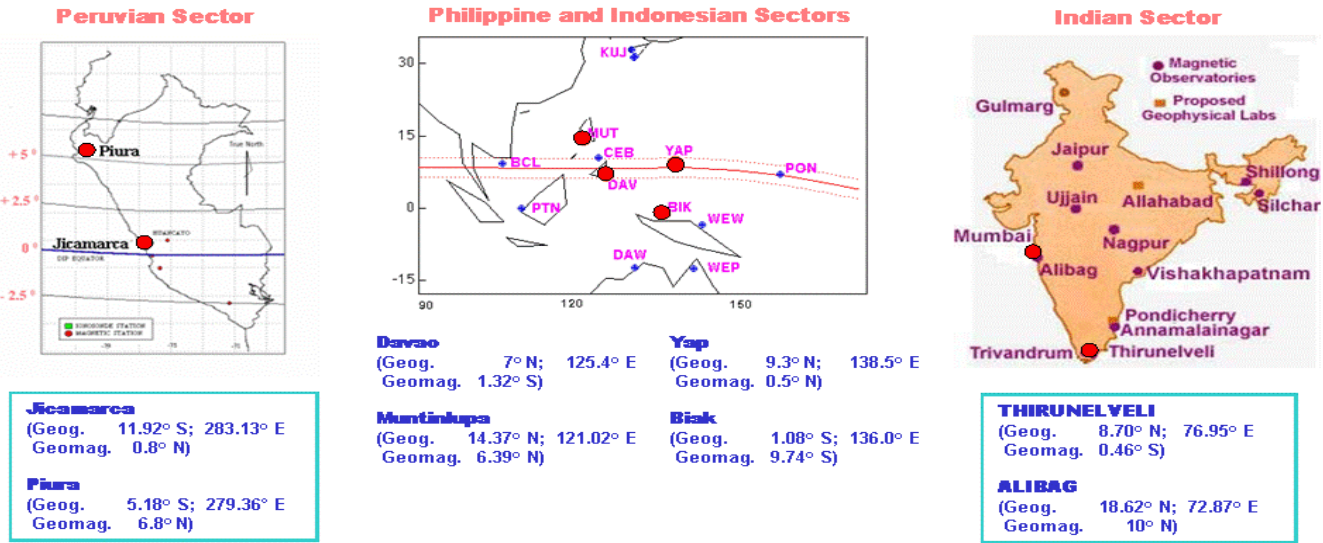 Peruvian Sector
Philippine and Indonesian Sectors
Indian Sector
Piura
True North
+5°
+2.5°
Jicamarca
HUANCAYO
0°
DIP EQUATOR
-2.5°
IONOSONDE STATION
MAGNETIC STATION
30
15
0
-15
90
120
150
KUJ
MUT
CEB
YAP
BCL
DAV
PON
PTN
BIK
WEW
DAW
WEP
Magnetic
Observatories
Proposed
Geophysical Labs
Gulmarg
Jaipur
Shillong
Ujjain
Allahabad
Silchar
Mumbai
Nagpur
Alibag
Vishakhapatnam
Pondicherry
Annamalainagar
Trivandrum
Thirunelveli
Jicamarca
(Geog. 11.92° S; 283.13° E
Geomag. 0.8° N)
Piura
(Geog. 5.18° S; 279.36° E
Geomag. 6.8° N)
Davao
(Geog. 7° N; 125.4° E
Geomag. 1.32° S)
Muntinlupa
(Geog. 14.37° N; 121.02° E
Geomag. 6.39° N)
Yap
(Geog. 9.3° N; 138.5° E
Geomag. 0.5° N)
Biak
(Geog. 1.08° S; 136.0° E
Geomag. 9.74° S)
THIRUNELVELI
(Geog. 8.70° N; 76.95° E
Geomag. 0.46° S)
ALIBAG
(Geog. 18.62° N; 72.87° E
Geomag. 10° N)